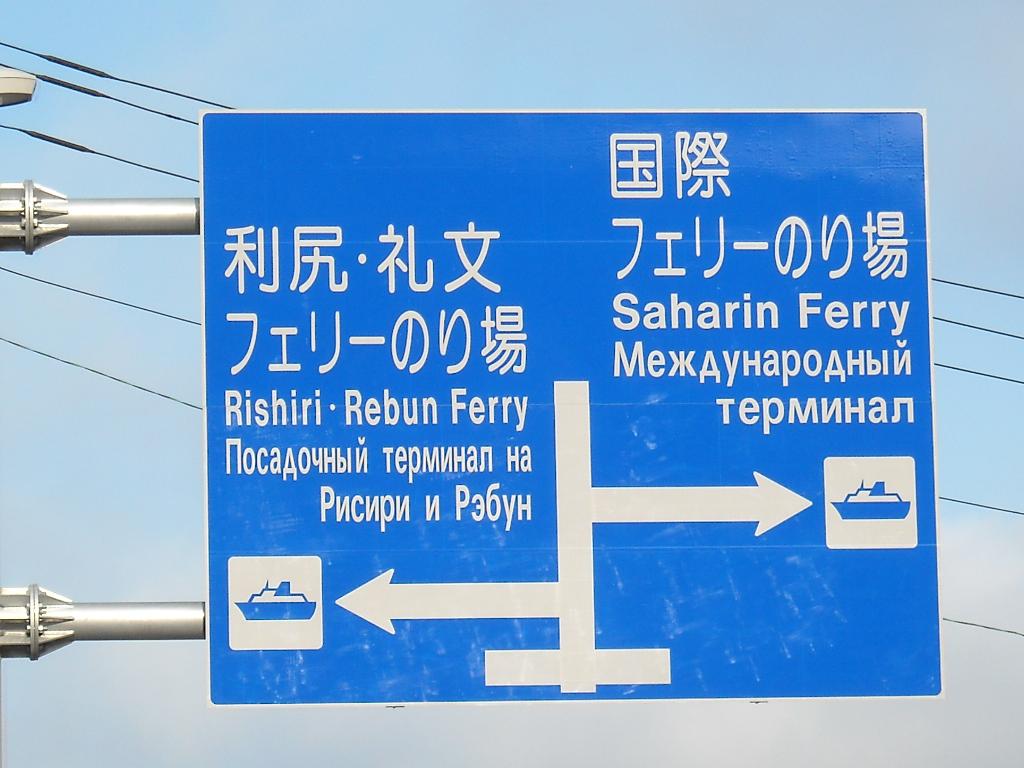 利尻・礼文
フェリーのり場
Rishiri・Rebun Ferry
Посадочный терминал на
Рисири и Рэбун
国際
フェリーのり場
Saharin Ferry
Международный
терминал